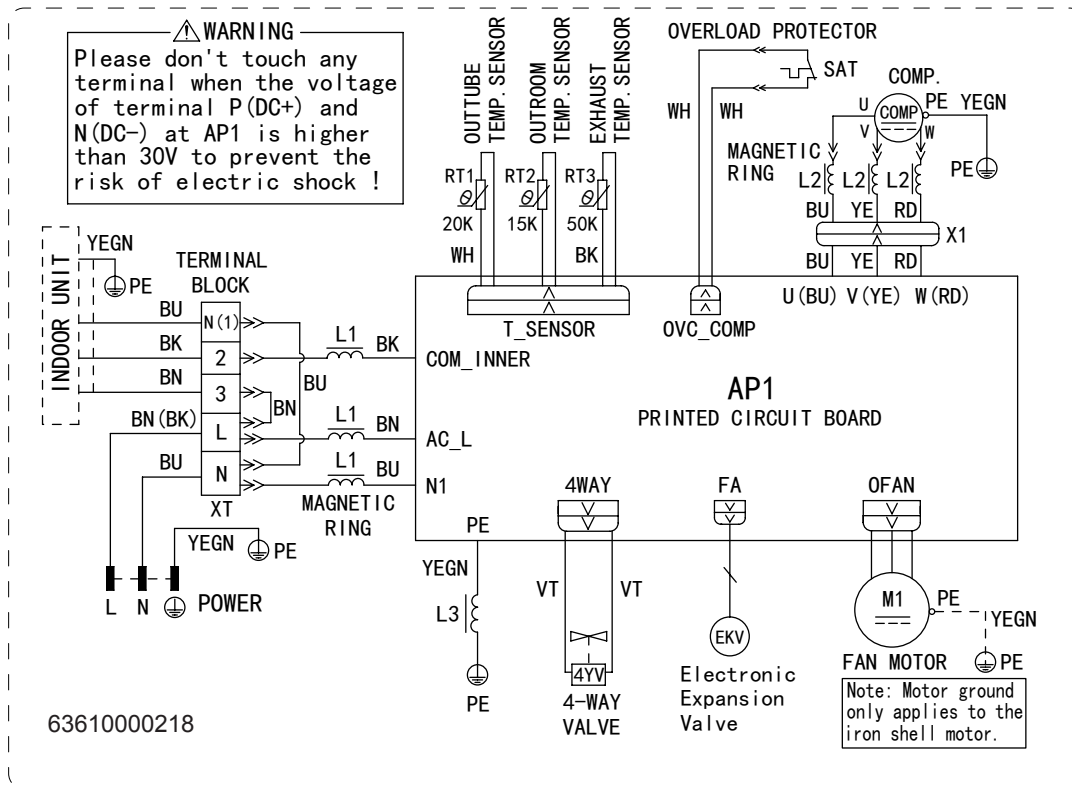 WARNING
Please don't touch any
terminal when the voltage
of terminal P(DC+) and
N(DC-) at AP1 is higher
than 30V to prevent the
risk of electric shock !
OUTTUBE
TEMP. SENSOR
OUTROOM
TEMP. SENSOR
EXHAUST
TEMP. SENSOR
RT1
RT2
RT3
θ
θ
θ
20K
15K
50K
WH
BK
T_SENSOR
OVERLOAD PROTECTOR
SAT
WH
WH
OVC_COMP
COMP.
U
COMP
PE
YEGN
V
W
PE
MAGNETIC
RING
L2
L2
L2
BU
YE
RD
X1
BU
YE
RD
U(BU)
V(YE)
W(RD)
INDOOR UNIT
YEGN
PE
TERMINAL
BLOCK
BU
N(1)
BK
2
L1
BK
COM_INNER
BN
3
BU
BN
BN(BK)
L
L1
BN
AC_L
BU
N
L1
BU
N1
XT
MAGNETIC
RING
YEGN
PE
L
N
POWER
AP1
PRINTED CIRCUIT BOARD
PE
4WAY
FA
OFAN
YEGN
L3
PE
VT
VT
4YV
4-WAY
VALVE
EKV
Electronic
Expansion
Valve
M1
PE
YEGN
PE
FAN MOTOR
Note: Motor ground
only applies to the
iron shell motor.
63610000218